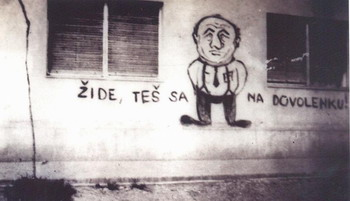 ŽIDE, TEŠ SA NA DOVOLENKU!